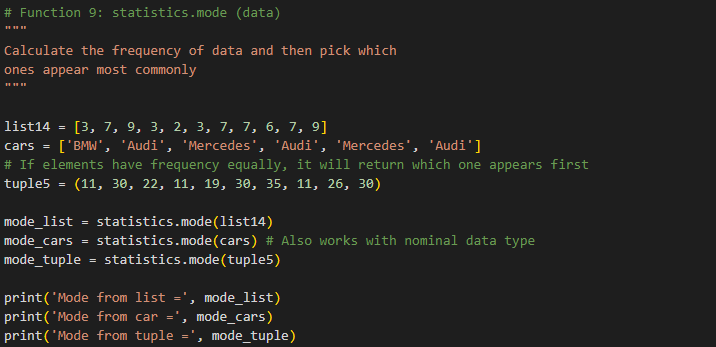 # Function 9: statistics.mode (data)
"""
Calculate the frequency of data and then pick which
ones appear most commonly
"""
list14 = [3, 7, 9, 3, 2, 3, 7, 7, 6, 7, 9]
cars = ['BMW', 'Audi', 'Mercedes', 'Audi', 'Mercedes', 'Audi']
# If elements have frequency equally, it will return which one appears first
tuple5 = (11, 30, 22, 11, 19, 30, 35, 11, 26, 30)
mode_list = statistics.mode(list14)
mode_cars = statistics.mode(cars) # Also works with nominal data type
mode_tuple = statistics.mode(tuple5)
print('Mode from list =', mode_list)
print('Mode from car =', mode_cars)
print('Mode from tuple =', mode_tuple)